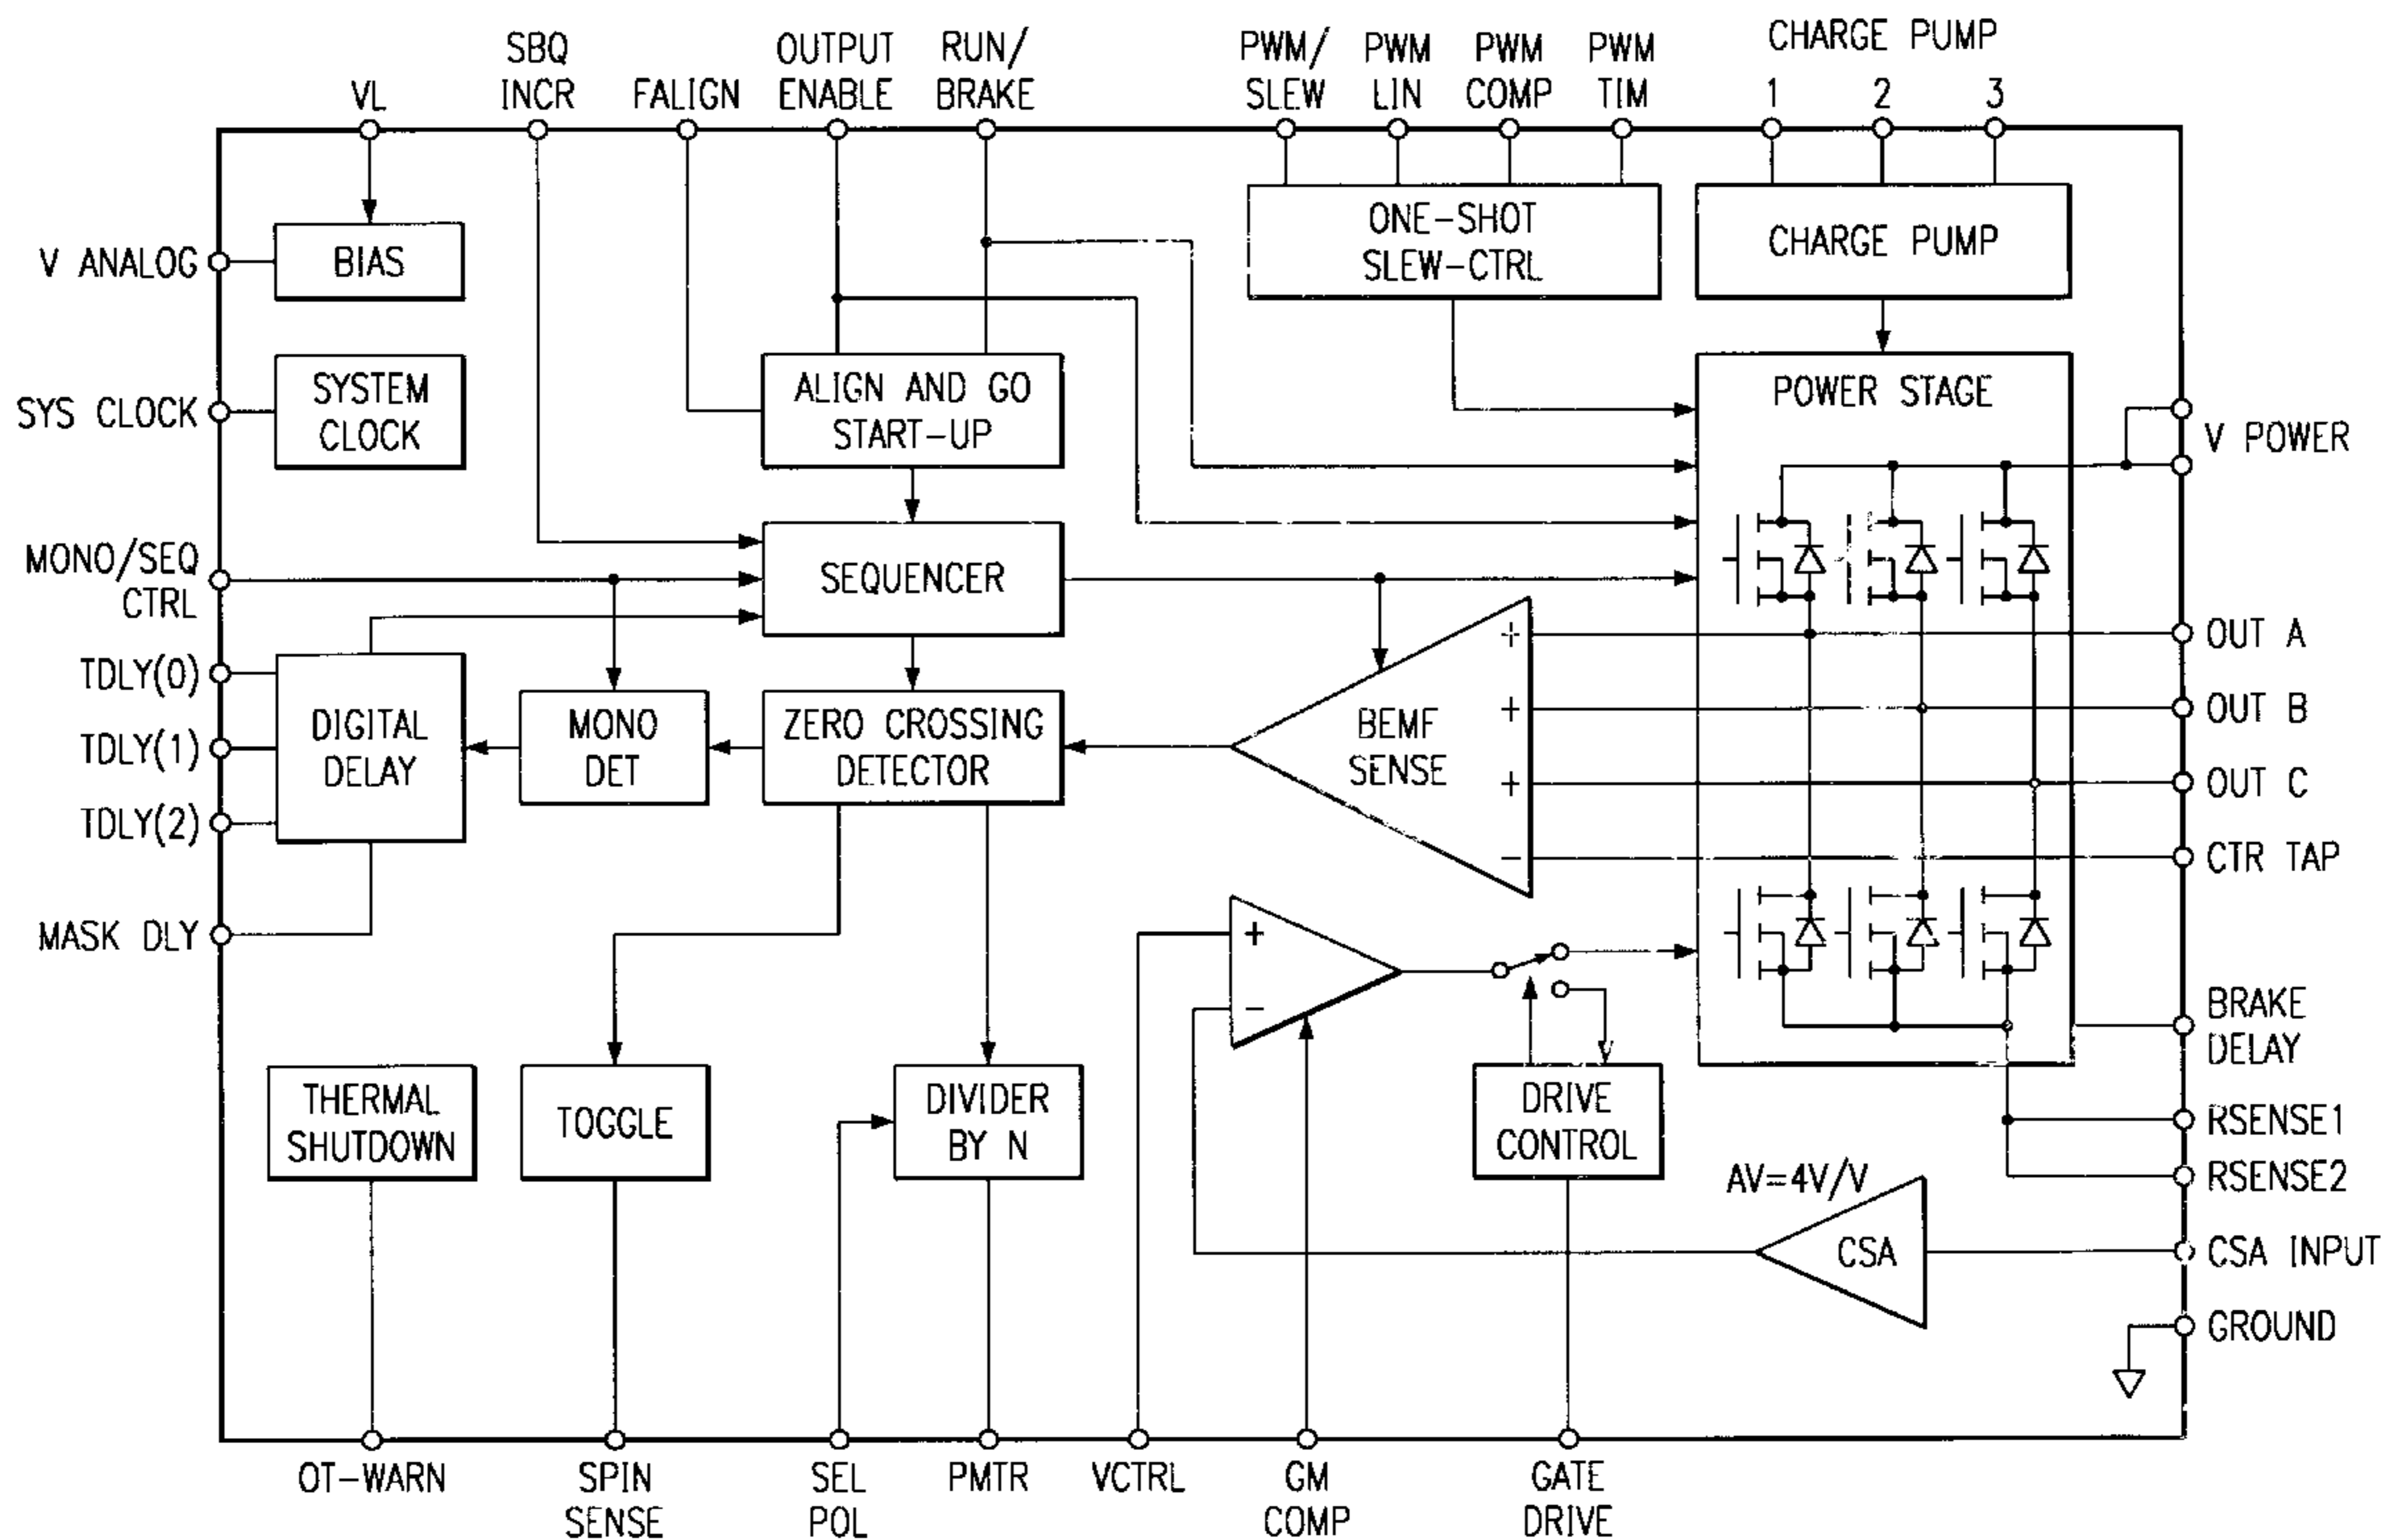 SBQ
INCR
OUTPUT
ENABLE
RUN/
BRAKE
PWM/
SLEW
PWM
LIN
PWM
COMP
PWM
TIM
CHARGE PUMP
1 2 3
VL
FALIGN
V ANALOG
BIAS
ONE-SHOT
SLEW-CTRL
CHARGE PUMP
SYS CLOCK
SYSTEM
CLOCK
ALIGN AND GO
START-UP
POWER STAGE
V POWER
MONO/SEQ
CTRL
SEQUENCER
OUT A
TDLY(0)
TDLY(1)
TDLY(2)
DIGITAL
DELAY
MONO
DET
ZERO CROSSING
DETECTOR
BEMF
SENSE
+
+
+
-
OUT B
OUT C
CTR TAP
MASK DLY
+
-
BRAKE
DELAY
THERMAL
SHUTDOWN
TOGGLE
DIVIDER
BY N
DRIVE
CONTROL
RSENSE1
RSENSE2
AV=4V/V
CSA
CSA INPUT
GROUND
OT-WARN
SPIN
SENSE
SEL
POL
PMTR
VCTRL
GM
COMP
GATE
DRIVE